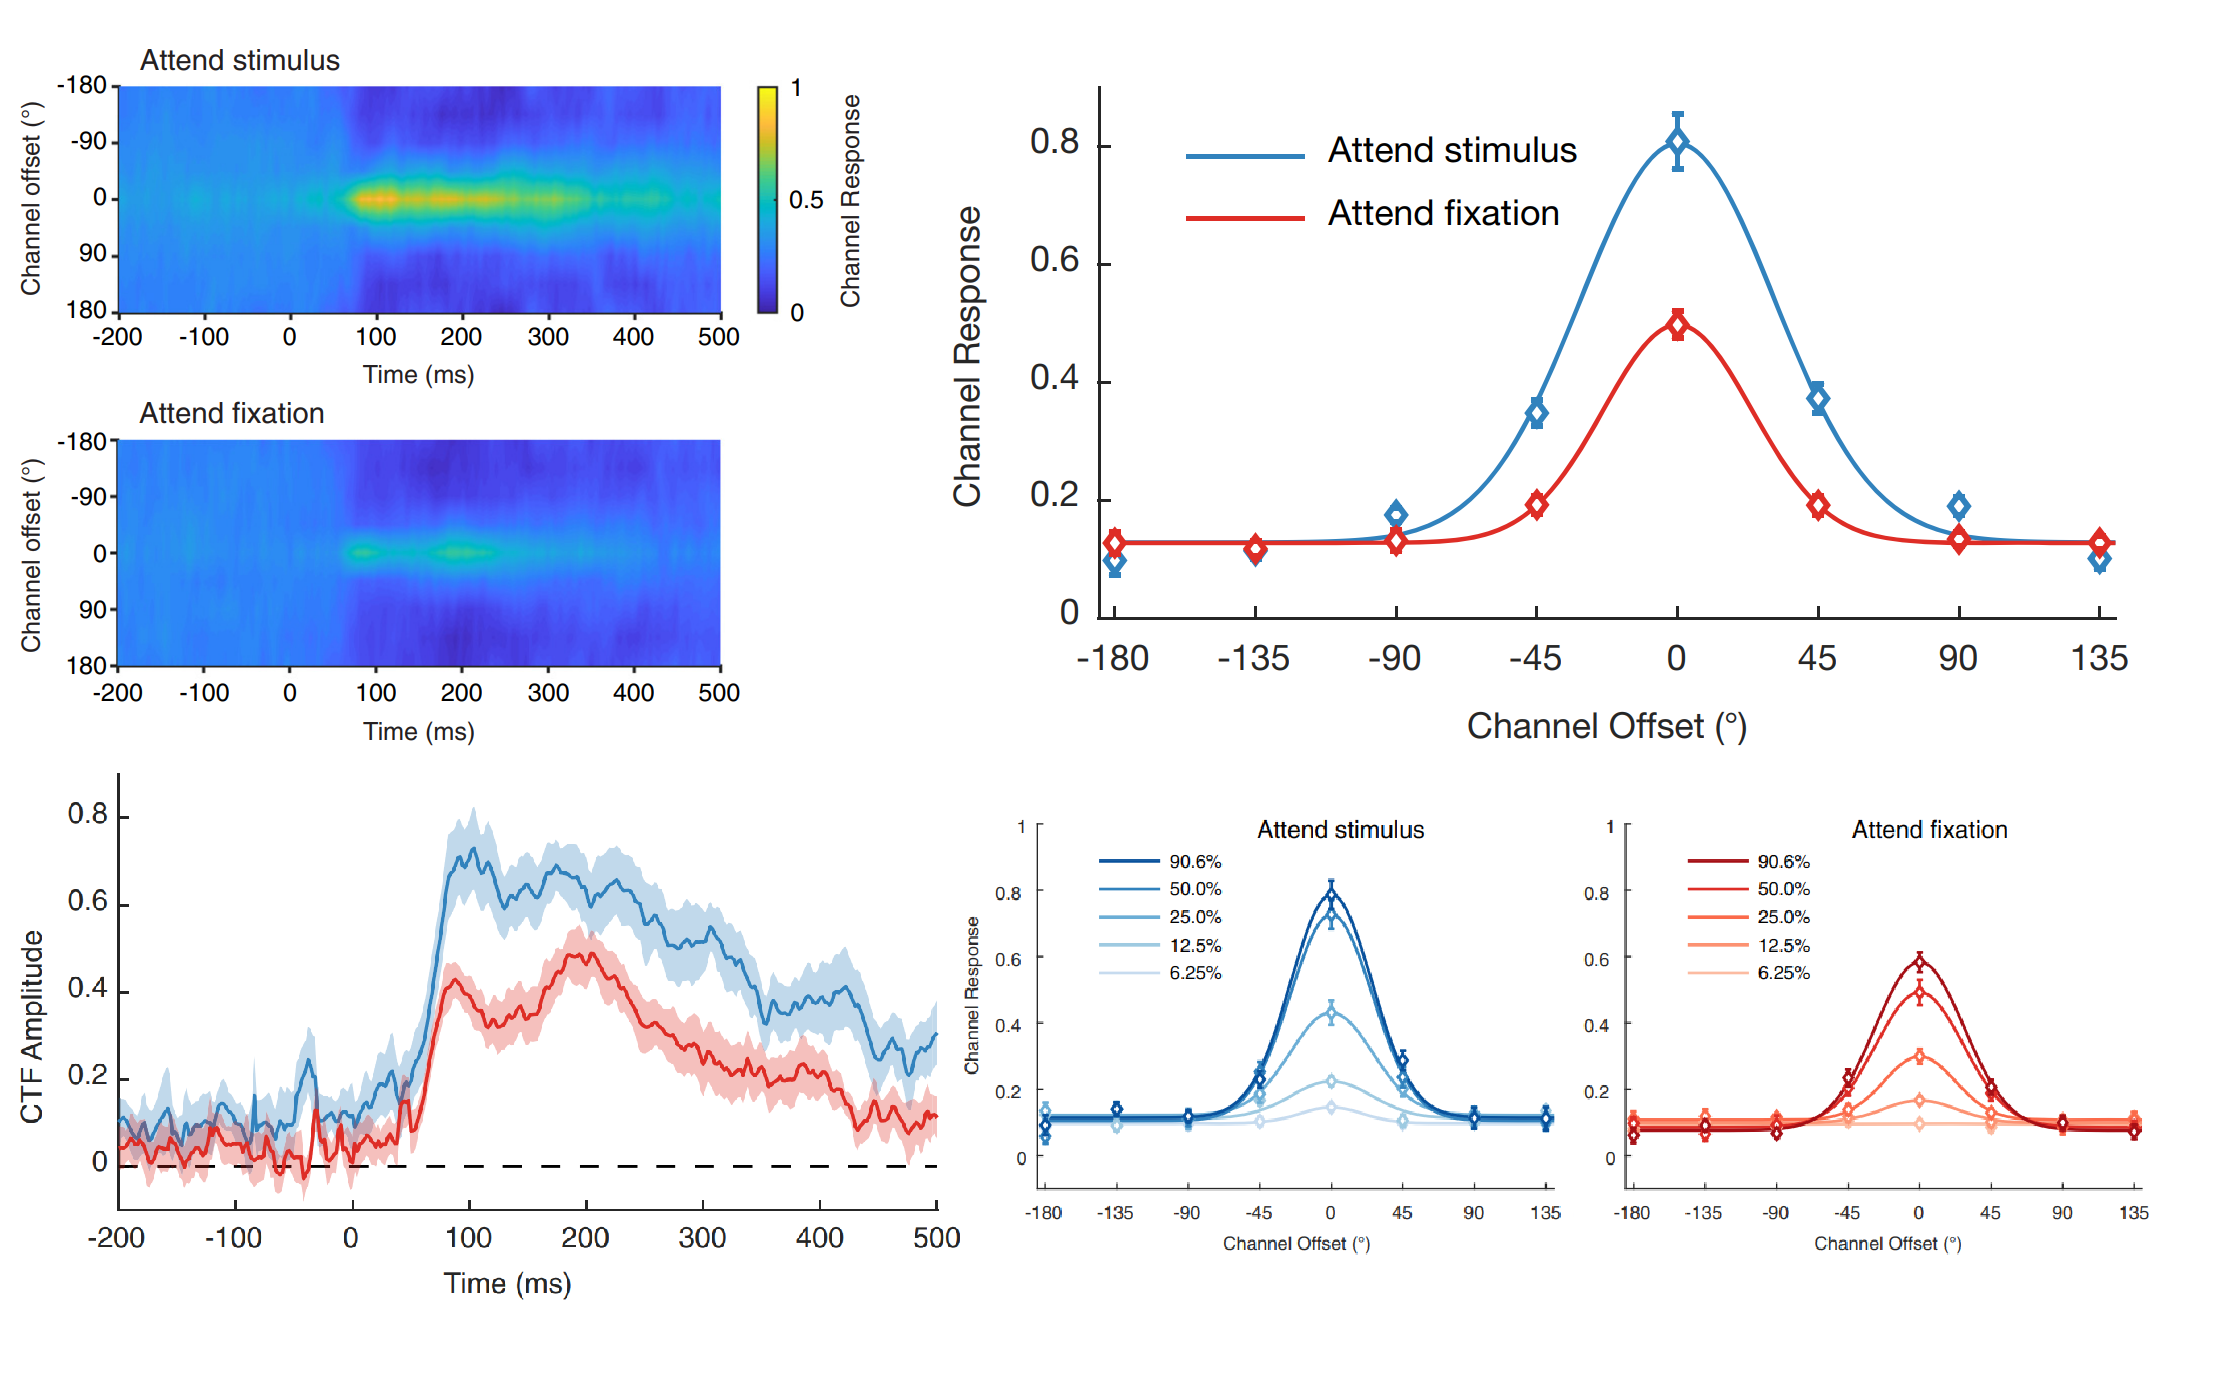 Attend stimulus
-180
-90
0
90
180
Channel offset (°)
-200 -100 0 100 200 300 400 500
Time (ms)
1
0.5
0
Channel Response
Attend fixation
-180
-90
0
90
180
Channel offset (°)
-200 -100 0 100 200 300 400 500
Time (ms)
Attend stimulus
Attend fixation
0.8
0.6
0.4
0.2
0
Channel Response
-180 -135 -90 -45 0 45 90 135
Channel Offset (°)
0.8
0.6
0.4
0.2
0
CTF Amplitude
-200 -100 0 100 200 300 400 500
Time (ms)
Attend stimulus
90.6%
50.0%
25.0%
12.5%
6.25%
1
0.8
0.6
0.4
0.2
0
Channel Response
-180 -135 -90 -45 0 45 90 135
Channel Offset (°)
Attend fixation
90.6%
50.0%
25.0%
12.5%
6.25%
1
0.8
0.6
0.4
0.2
0
-180 -135 -90 -45 0 45 90 135
Channel Offset (°)